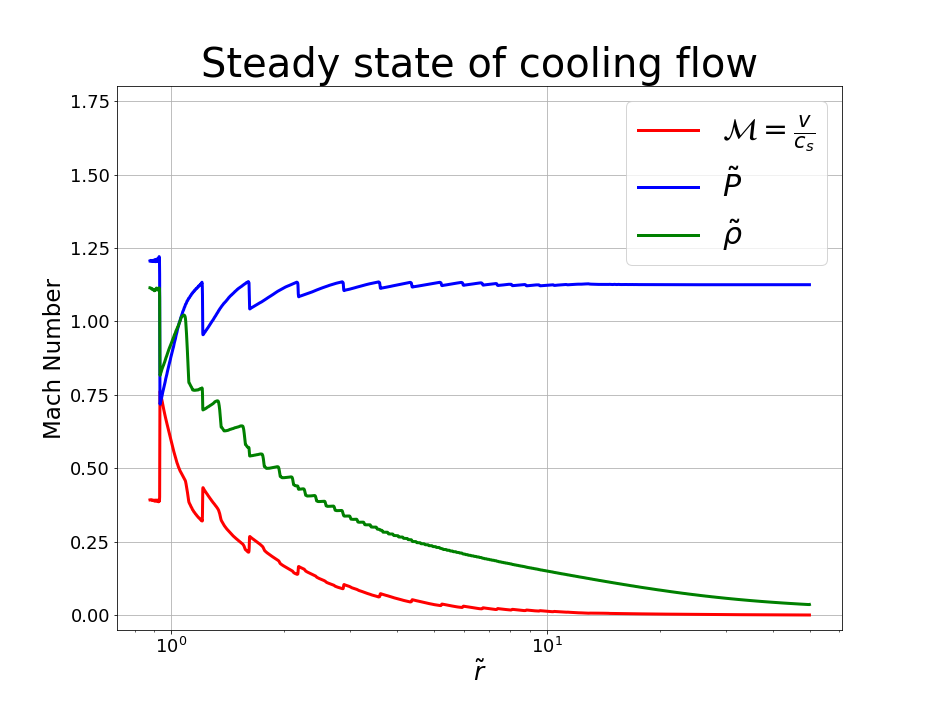 Steady state of cooling flow
Mach Number
1.75
1.50
1.25
1.00
0.75
0.50
0.25
0.00
10⁰
10¹
r̃
ℳ = v/cₛ
P̃
ρ̃